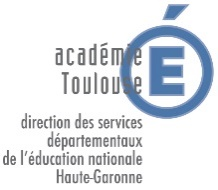 académie
Toulouse
É
direction des services
départementaux
de l'éducation nationale
Haute-Garonne